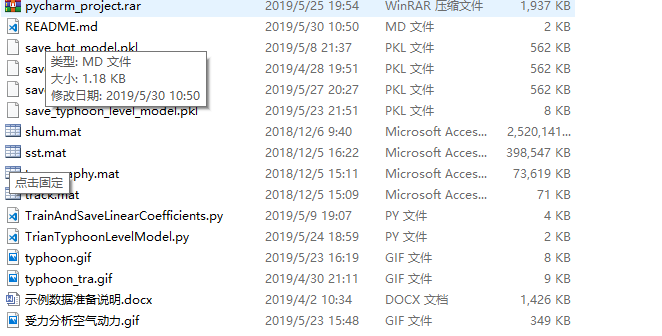 pycharm_project.rar 2019/5/25 19:54 WinRAR 压缩文件 1,937 KB
README.md 2019/5/30 10:50 MD 文件 2 KB
save_hgt_model.pkl 2019/5/8 21:37 PKL 文件 562 KB
类型: MD 文件
save 2019/4/28 19:51 PKL 文件 562 KB
大小: 1.18 KB
save 2019/5/27 20:27 PKL 文件 562 KB
修改日期: 2019/5/30 10:50
save_typhoon_level_model.pkl 2019/5/23 21:51 PKL 文件 8 KB
shum.mat 2018/12/6 9:40 Microsoft Acces... 2,520,141...
sst.mat 2018/12/5 16:22 Microsoft Acces... 398,547 KB
aphy.mat 2018/12/5 15:11 Microsoft Acces... 73,619 KB
点击固定
track.mat 2018/12/5 15:09 Microsoft Acces... 71 KB
TrainAndSaveLinearCoefficients.py 2019/5/9 19:07 PY 文件 4 KB
TrianTyphoonLevelModel.py 2019/5/24 18:59 PY 文件 2 KB
typhoon.gif 2019/5/23 16:19 GIF 文件 8 KB
typhoon_tra.gif 2019/4/30 21:11 GIF 文件 9 KB
示例数据准备说明.docx 2019/4/2 10:34 DOCX 文档 1,426 KB
受力分析空气动力.gif 2019/5/23 15:48 GIF 文件 349 KB